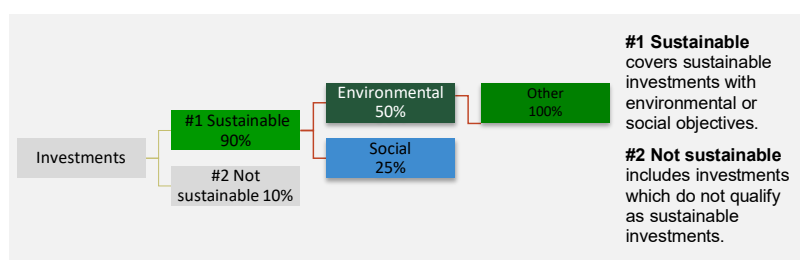 Investments
#1 Sustainable
90%
#2 Not
sustainable 10%
Environmental
50%
Social
25%
Other
100%
#1 Sustainable
covers sustainable
investments with
environmental or
social objectives.
#2 Not sustainable
includes investments
which do not qualify
as sustainable
investments.